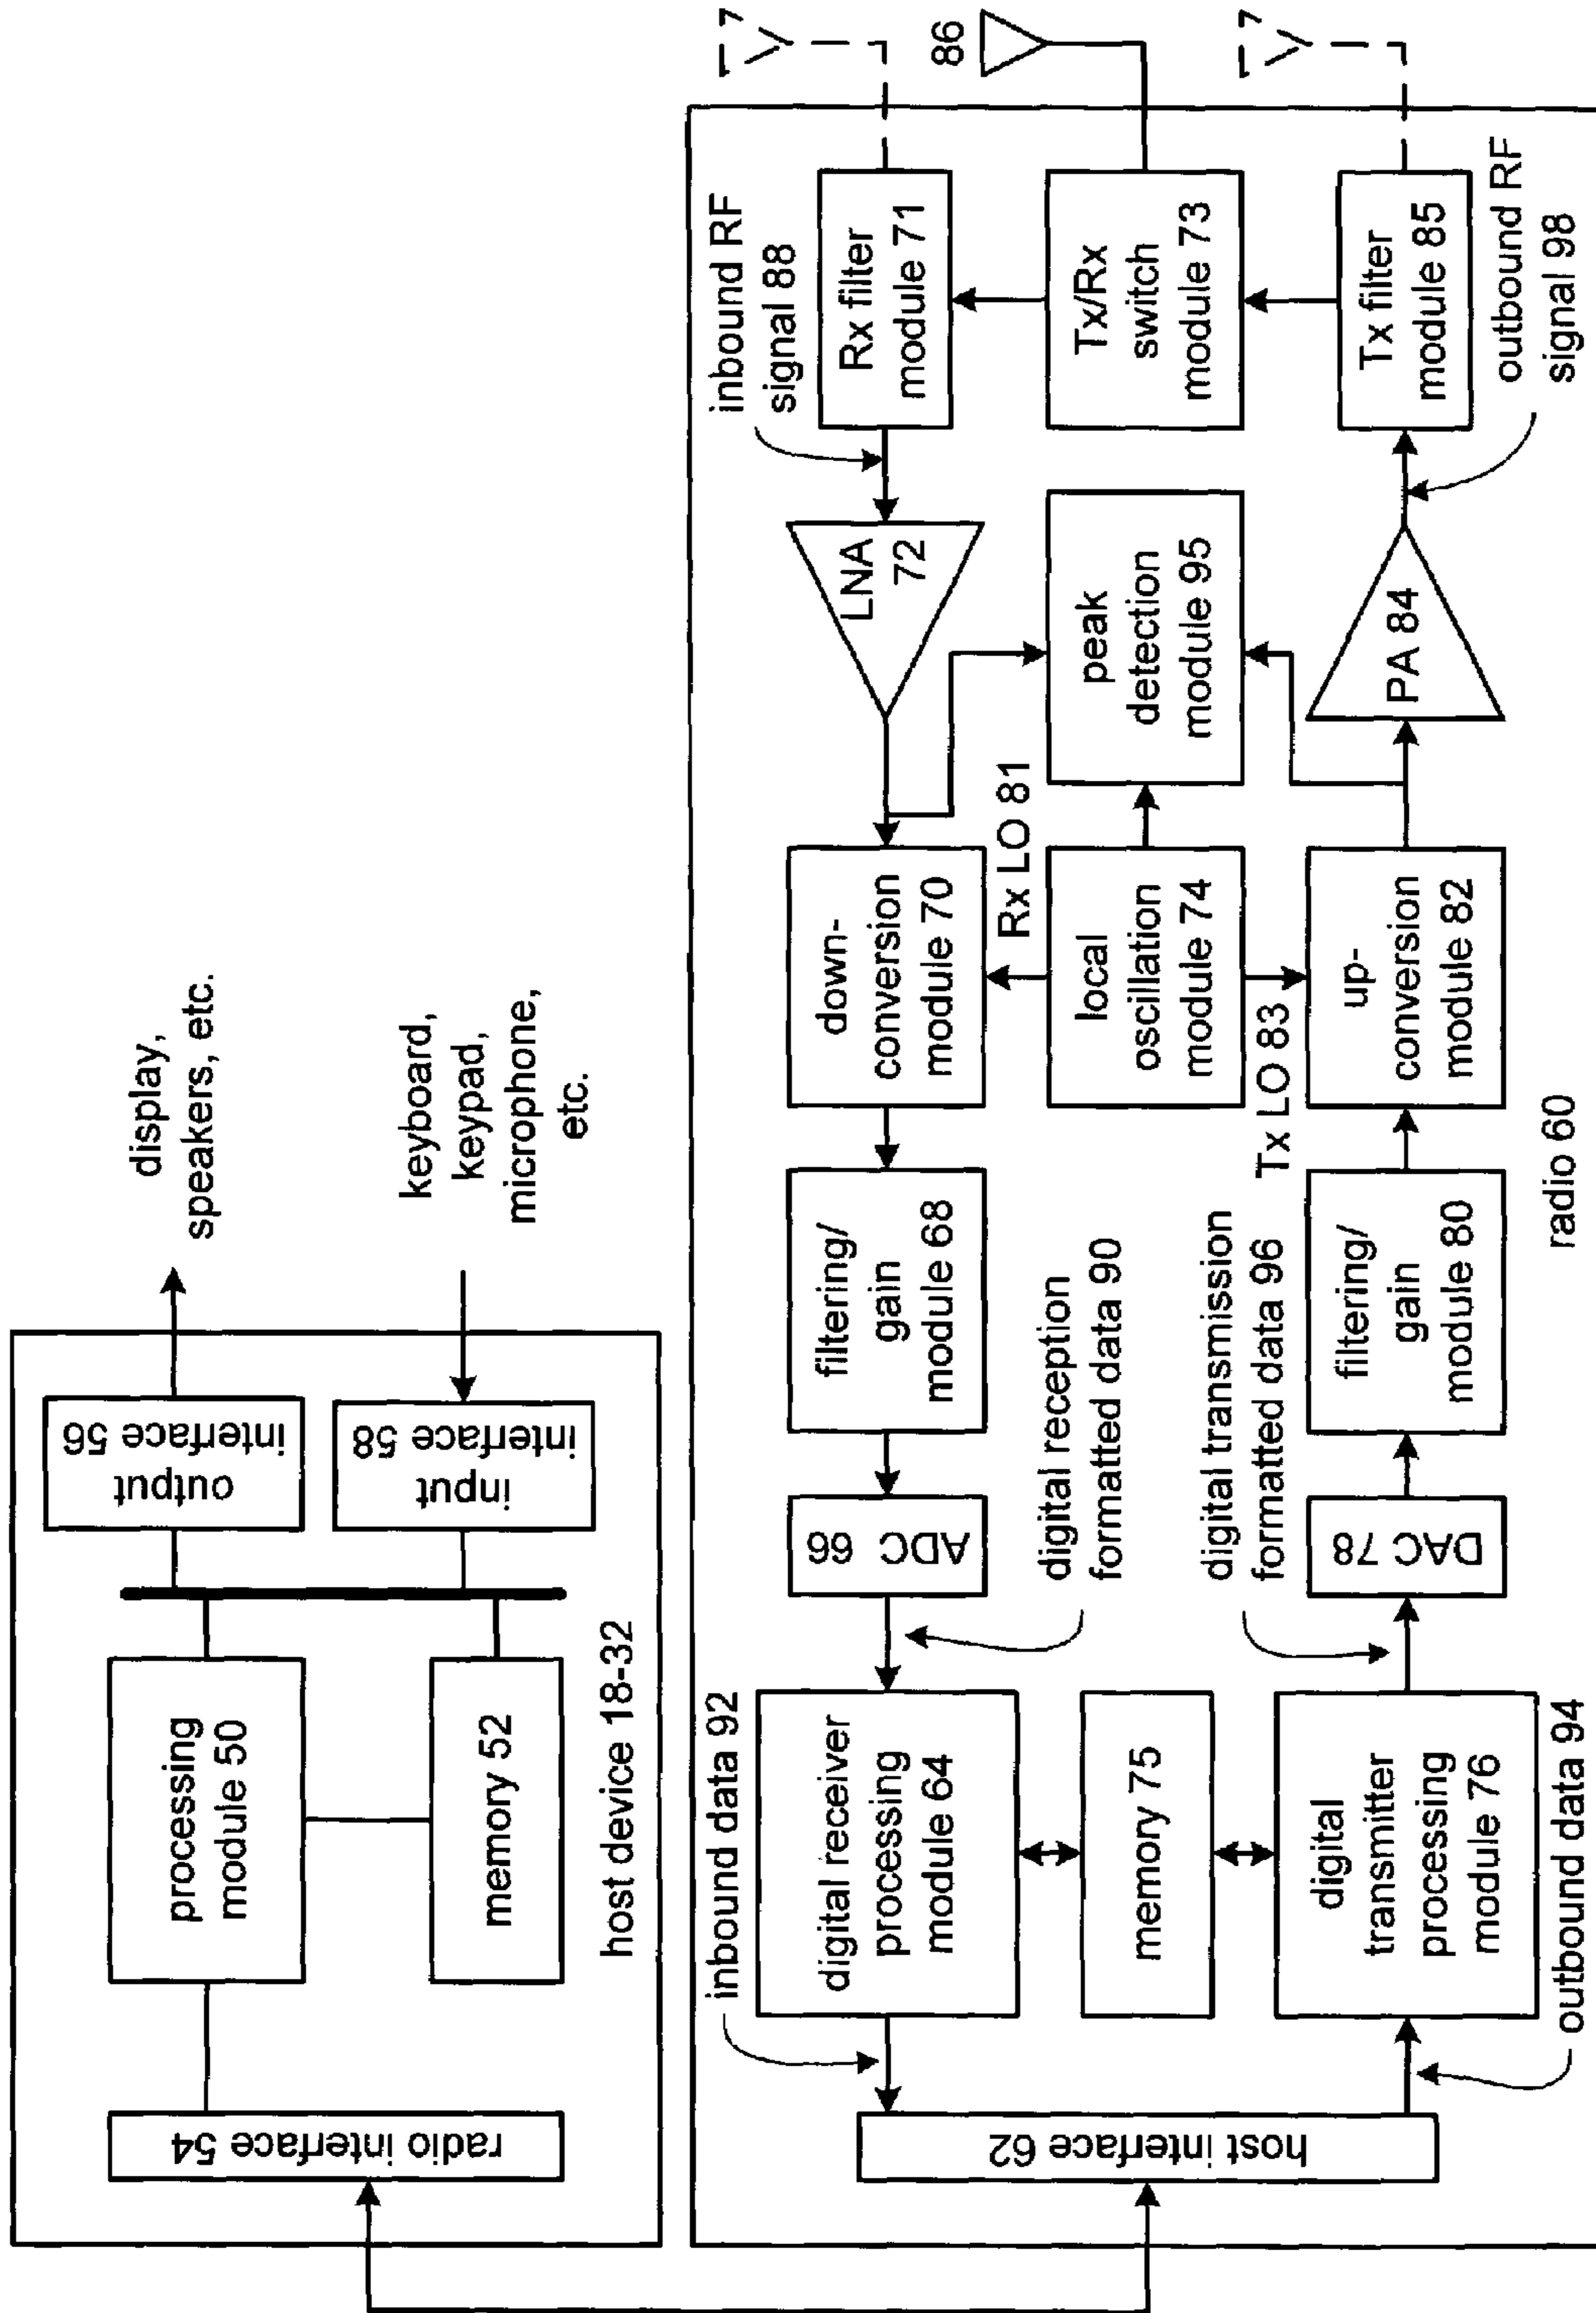 display,
speakers, etc.
keyboard,
keypad,
microphone,
etc.
output
interface 56
input
interface 58
processing
module 50
memory 52
radio interface 54
host device 18-32
inbound data 92
digital receiver
processing
module 64
ADC 66
filtering/
gain
module 68
down-
conversion
module 70
LNA
72
inbound RF
signal 88
Rx filter
module 71
digital reception
formatted data 90
Rx LO 81
host interface 62
memory 75
local
oscillation
module 74
peak
detection
module 95
Tx/Rx
switch
module 73
86
digital transmission
formatted data 96
Tx LO 83
digital
transmitter
processing
module 76
DAC 78
filtering/
gain
module 80
up-
conversion
module 82
PA 84
Tx filter
module 85
outbound RF
signal 98
outbound data 94
radio 60